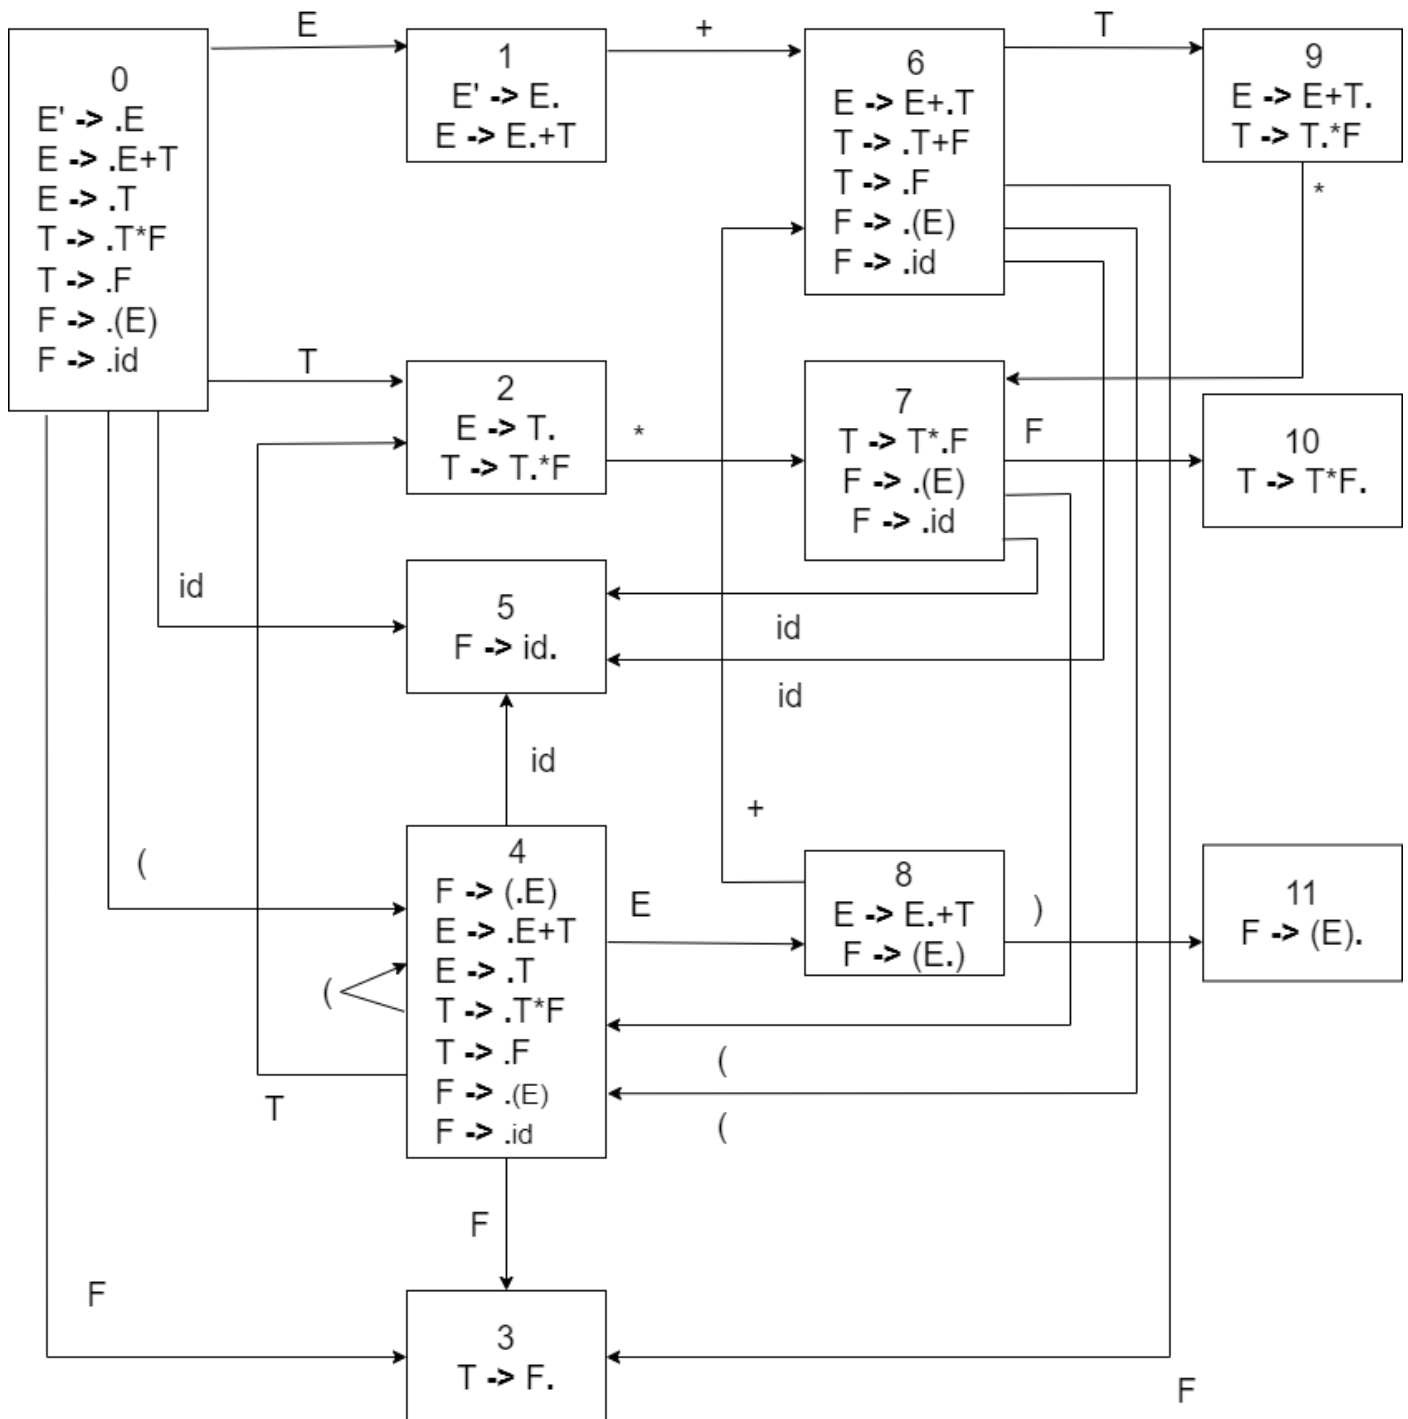 E
+
T
0
E' -> .E
E -> .E+T
E -> .T
T -> .T*F
T -> .F
F -> .(E)
F -> .id
1
E' -> E.
E -> E.+T
6
E -> E+.T
T -> .T+F
T -> .F
F -> .(E)
F -> .id
9
E -> E+T.
T -> T.*F
*
T
2
E -> T.
T -> T.*F
*
7
T -> T*.F
F -> .(E)
F -> .id
F
10
T -> T*F.
id
5
F -> id.
id
id
id
+
(
4
F -> (.E)
E -> .E+T
E -> .T
T -> .T*F
T -> .F
F -> .(E)
F -> .id
(
T
E
8
E -> E.+T
F -> (E.)
)
11
F -> (E).
(
(
F
F
3
T -> F.
F